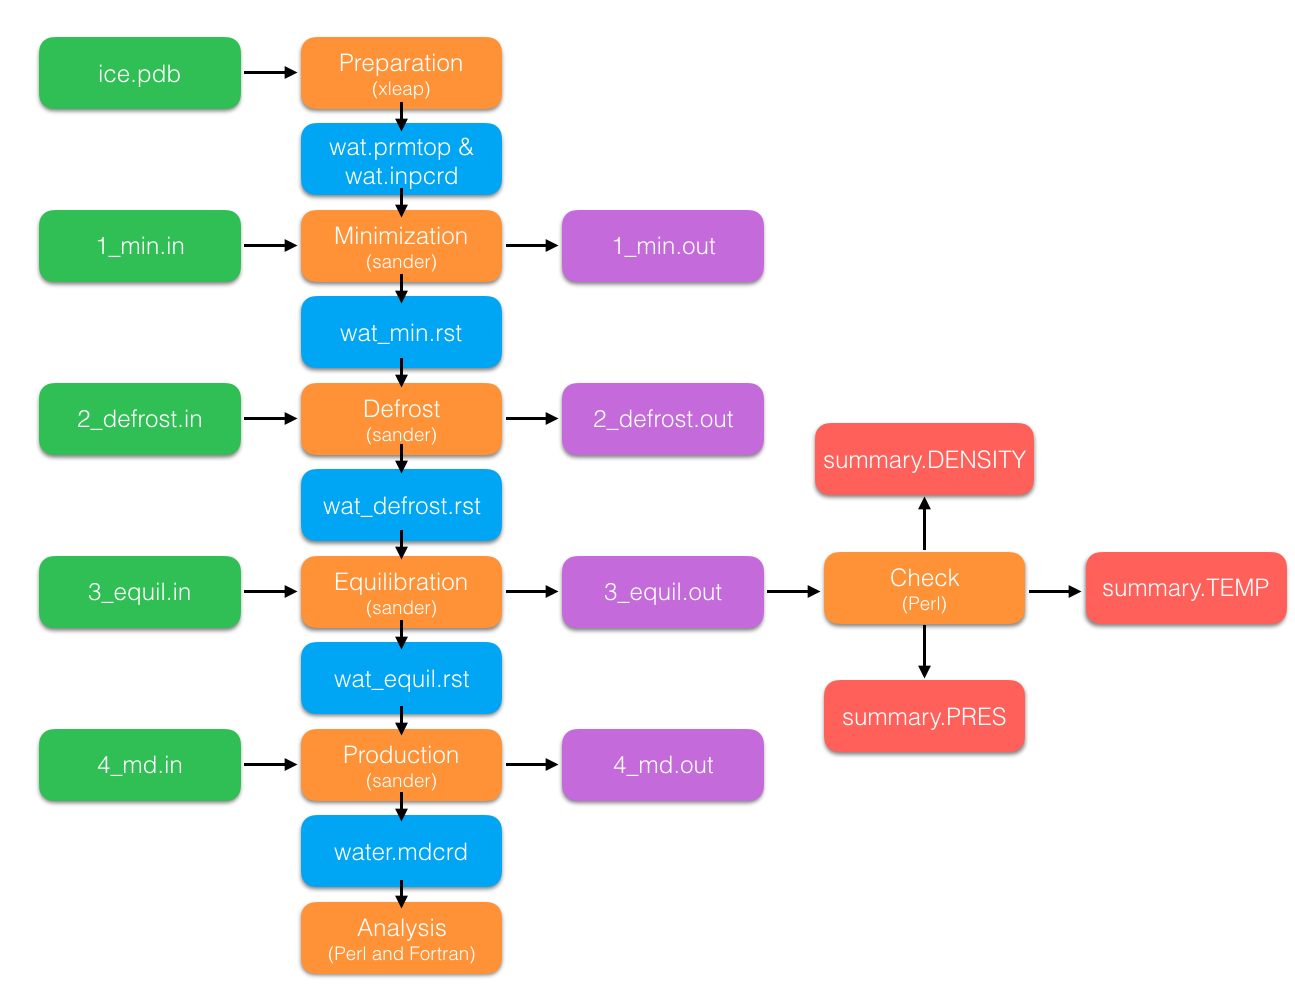 ice.pdb
Preparation
(xleap)
wat.prmtop &
wat.inpcrd
1_min.in
Minimization
(sander)
1_min.out
wat_min.rst
2_defrost.in
Defrost
(sander)
2_defrost.out
summary.DENSITY
wat_defrost.rst
3_equil.in
Equilibration
(sander)
3_equil.out
Check
(Perl)
summary.TEMP
wat_equil.rst
summary.PRES
4_md.in
Production
(sander)
4_md.out
water.mdcrd
Analysis
(Perl and Fortran)